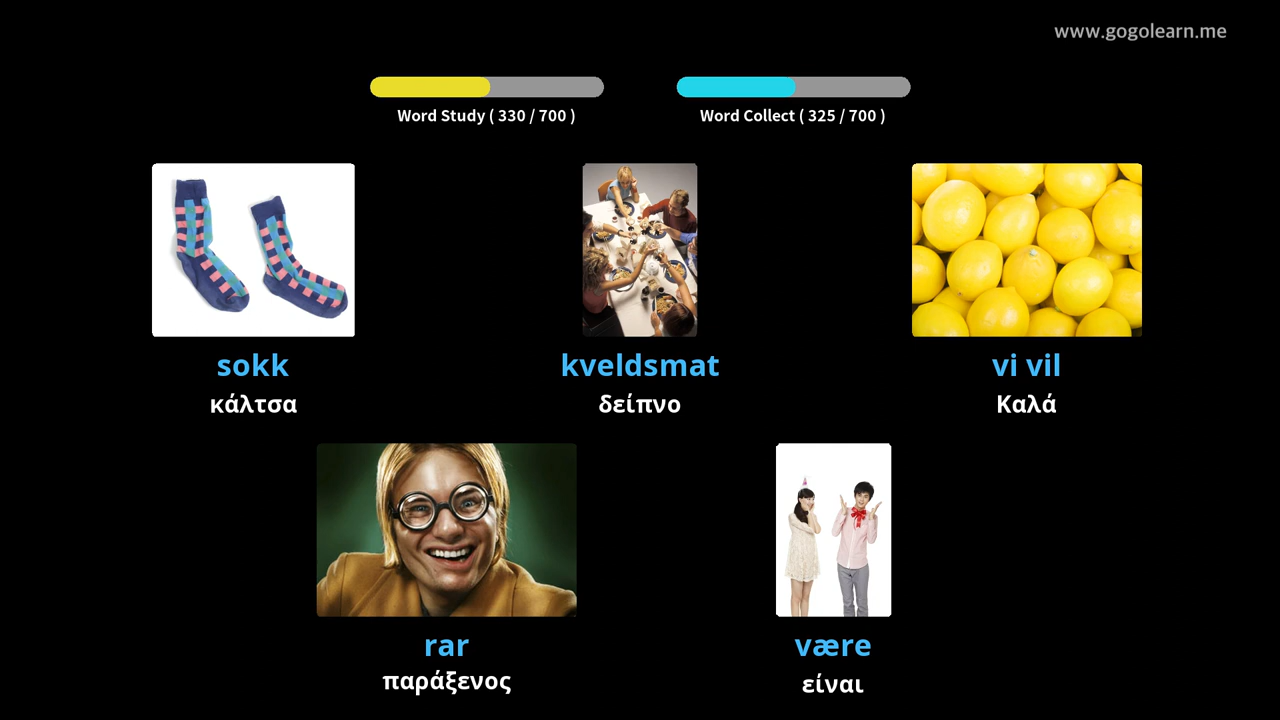 www.gogolearn.me
Word Study ( 330 / 700 )
Word Collect ( 325 / 700 )
sokk
κάλτσα
kveldsmat
δείπνο
vi vil
Καλά
rar
παράξενος
være
είναι